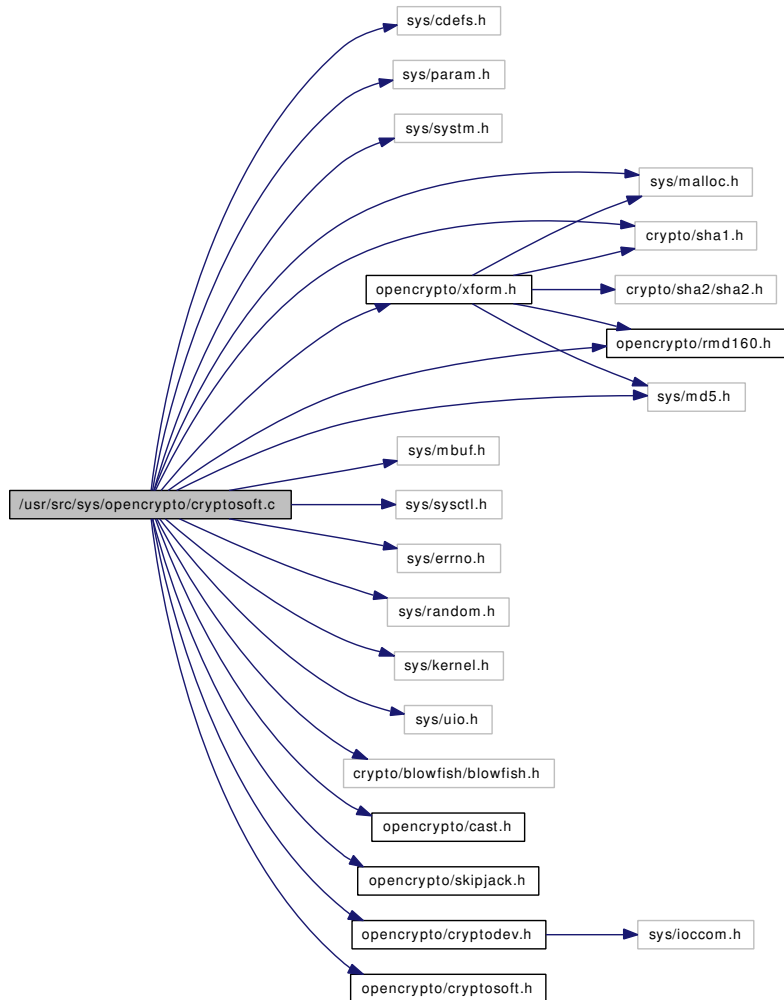 sys/cdefs.h
sys/param.h
sys/systm.h
sys/malloc.h
crypto/sha1.h
opencrypto/xform.h
crypto/sha2/sha2.h
opencrypto/rmd160.h
sys/md5.h
sys/mbuf.h
/usr/src/sys/opencrypto/cryptosoft.c
sys/sysctl.h
sys/errno.h
sys/random.h
sys/kernel.h
sys/uio.h
crypto/blowfish/blowfish.h
opencrypto/cast.h
opencrypto/skipjack.h
opencrypto/cryptodev.h
sys/ioccom.h
opencrypto/cryptosoft.h